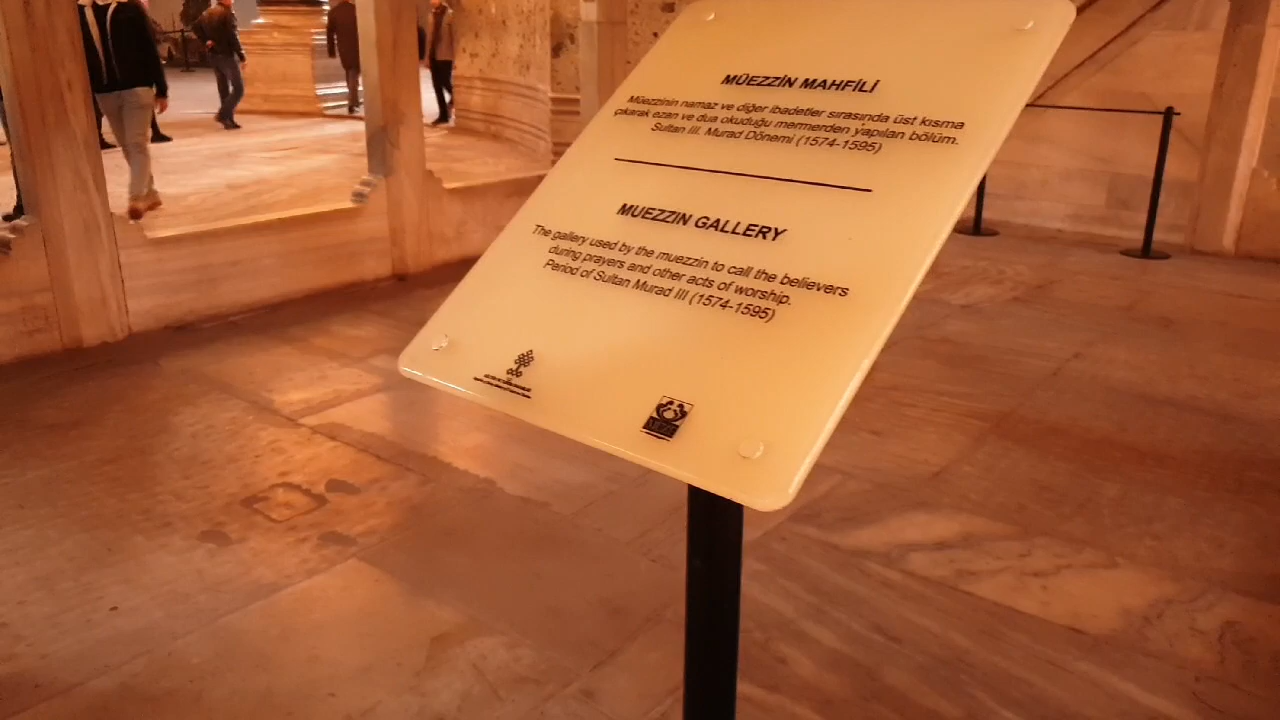 MÜEZZİN MAHFİLİ
Müezzinin namaz ve diğer ibadetler sırasında üst kısma
çıkarak ezan ve dua okuduğu mermerden yapılan bölüm.
Sultan III. Murad Dönemi (1574-1595)
MUEZZIN GALLERY
The gallery used by the muezzin to call the believers
during prayers and other acts of worship.
Period of Sultan Murad III (1574-1595)